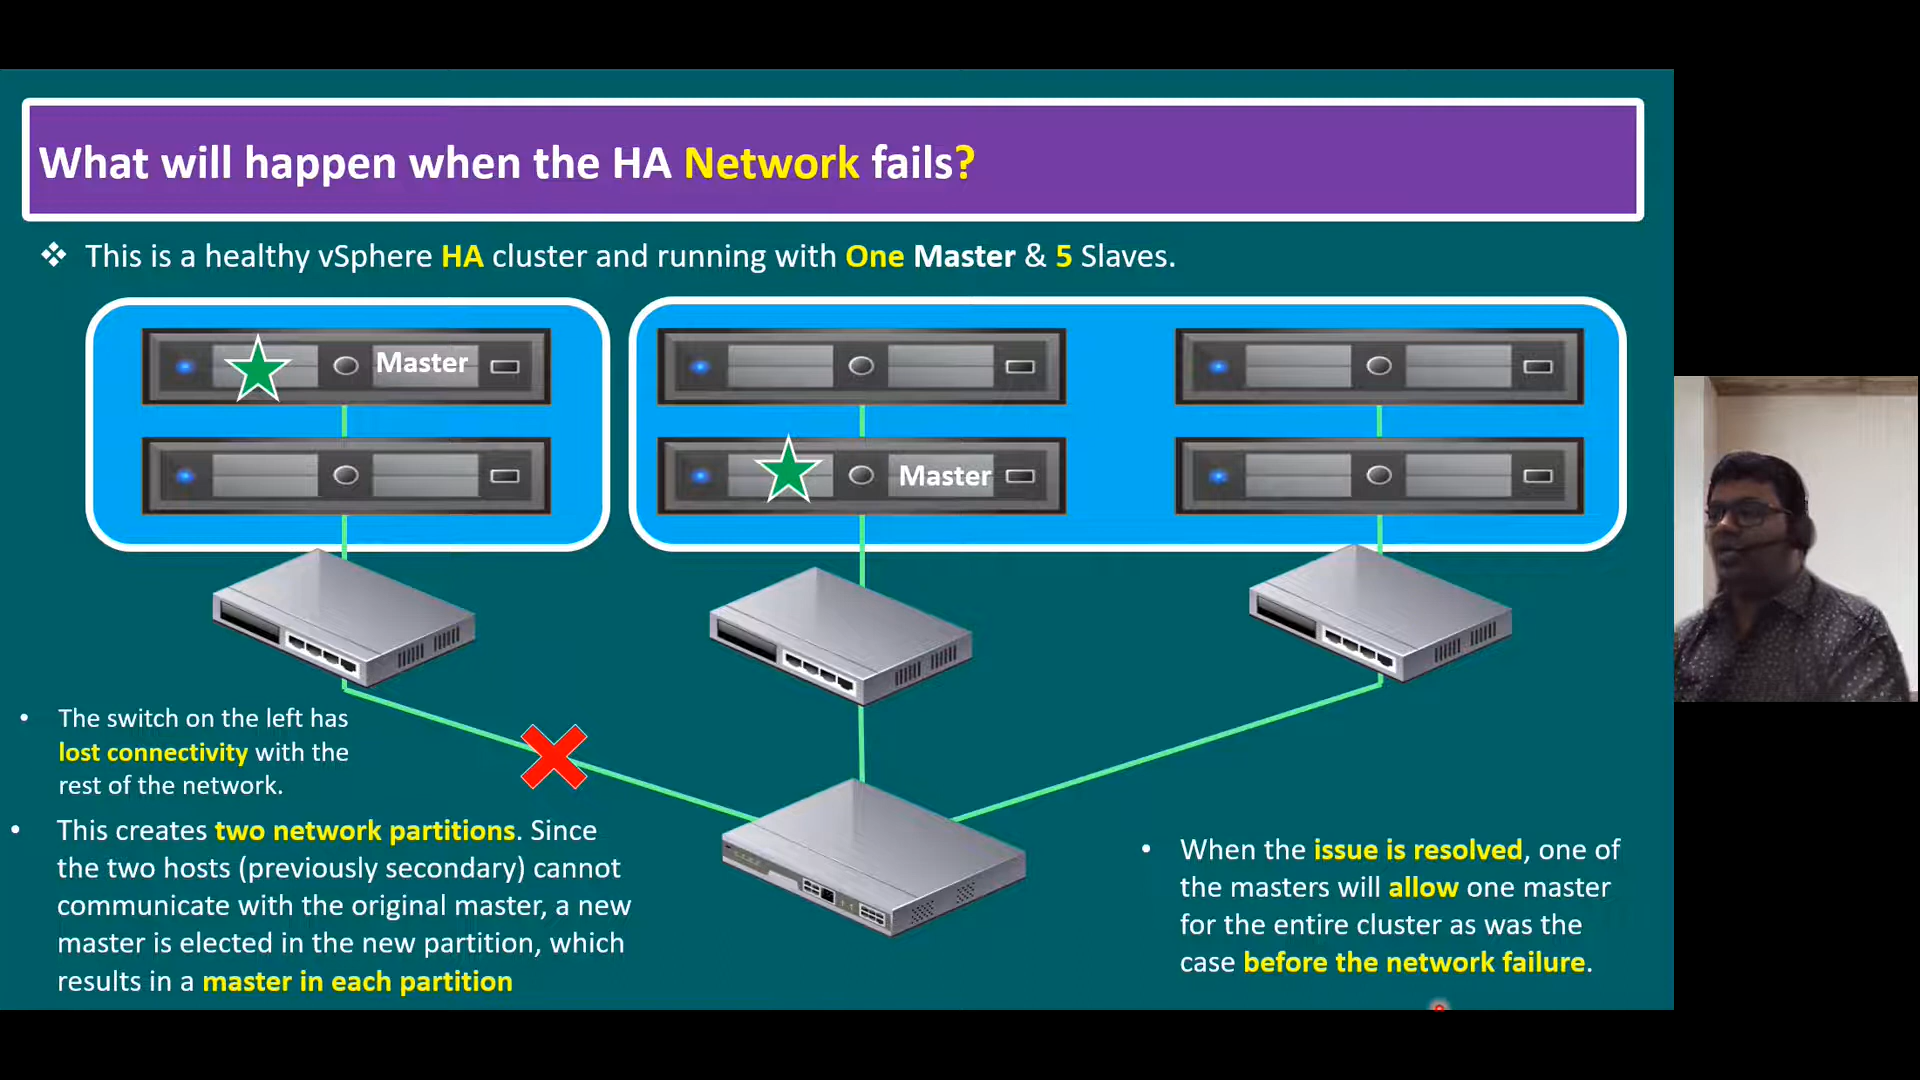 What will happen when the HA Network fails?
❖ This is a healthy vSphere HA cluster and running with One Master & 5 Slaves.
Master
Master
• The switch on the left has
lost connectivity with the
rest of the network.
• This creates two network partitions. Since
the two hosts (previously secondary) cannot
communicate with the original master, a new
master is elected in the new partition, which
results in a master in each partition
• When the issue is resolved, one of
the masters will allow one master
for the entire cluster as was the
case before the network failure.